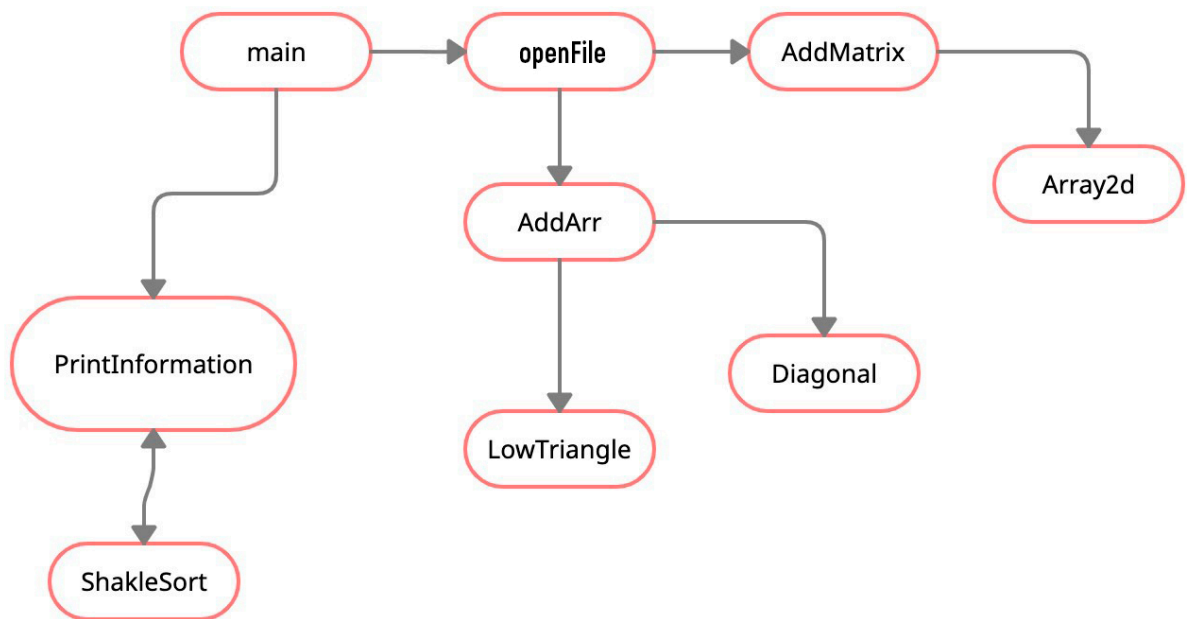 main
openFile
AddMatrix
Array2d
AddArr
PrintInformation
Diagonal
LowTriangle
ShakleSort